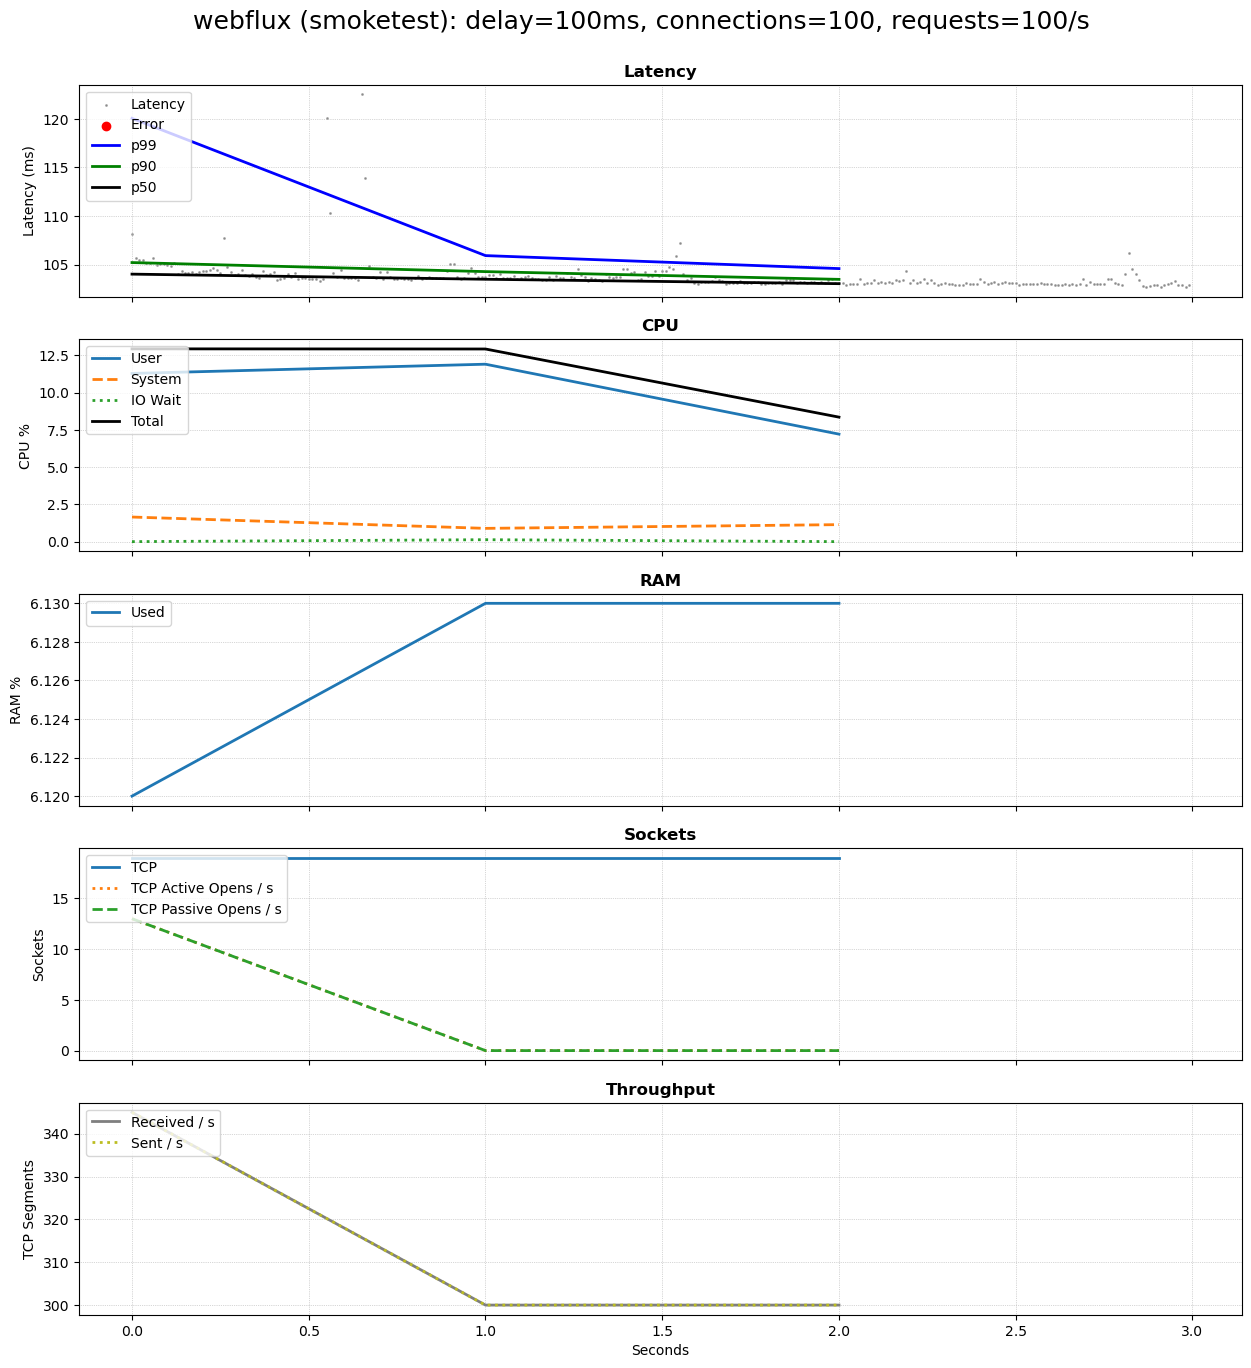 webflux (smoketest): delay=100ms, connections=100, requests=100/s
Latency
Latency (ms)
120
115
110
105
Latency
Error
p99
p90
p50
CPU
CPU %
12.5
10.0
7.5
5.0
2.5
0.0
User
System
IO Wait
Total
RAM
RAM %
6.130
6.128
6.126
6.124
6.122
6.120
Used
Sockets
Sockets
15
10
5
0
TCP
TCP Active Opens / s
TCP Passive Opens / s
Throughput
TCP Segments
340
330
320
310
300
Received / s
Sent / s
0.0 0.5 1.0 1.5 2.0 2.5 3.0
Seconds